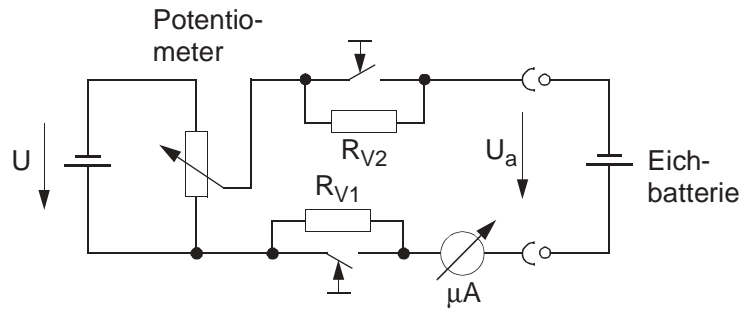 Potentio-
meter
U
R_V2
U_a
Eich-
batterie
R_V1
μA